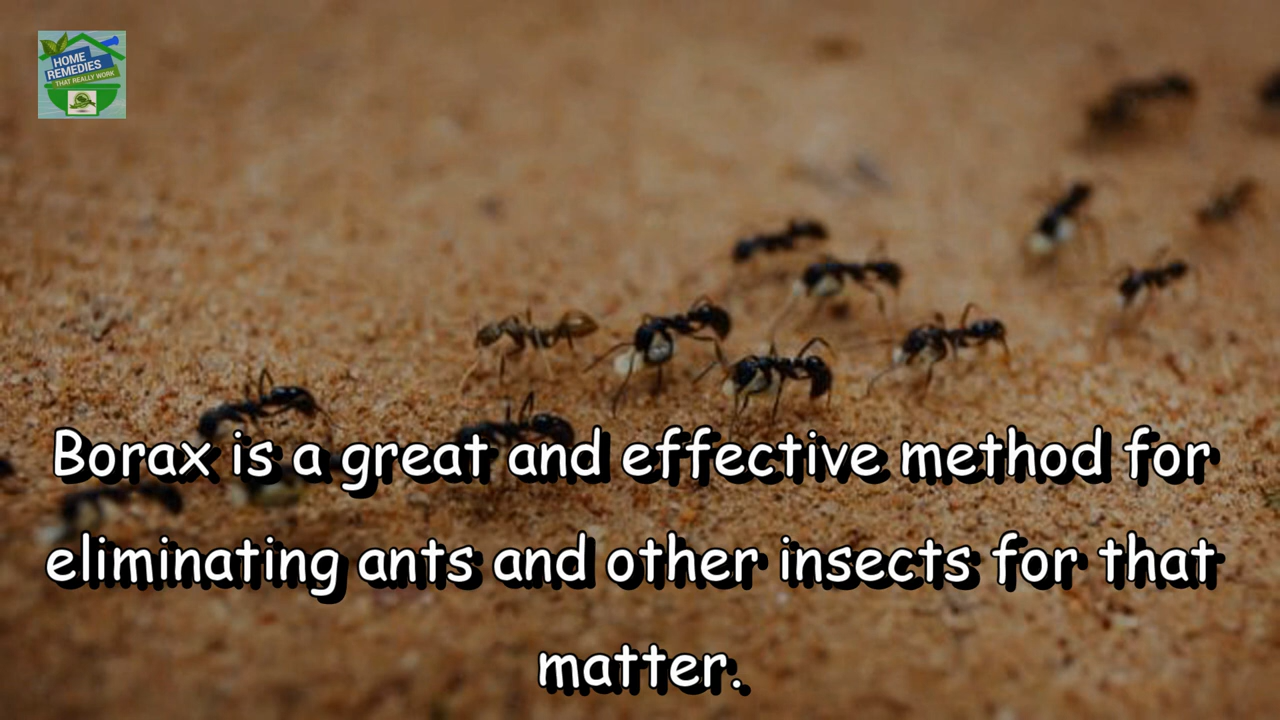 HOME
REMEDIES
THAT REALLY WORK
Borax is a great and effective method for
eliminating ants and other insects for that
matter.